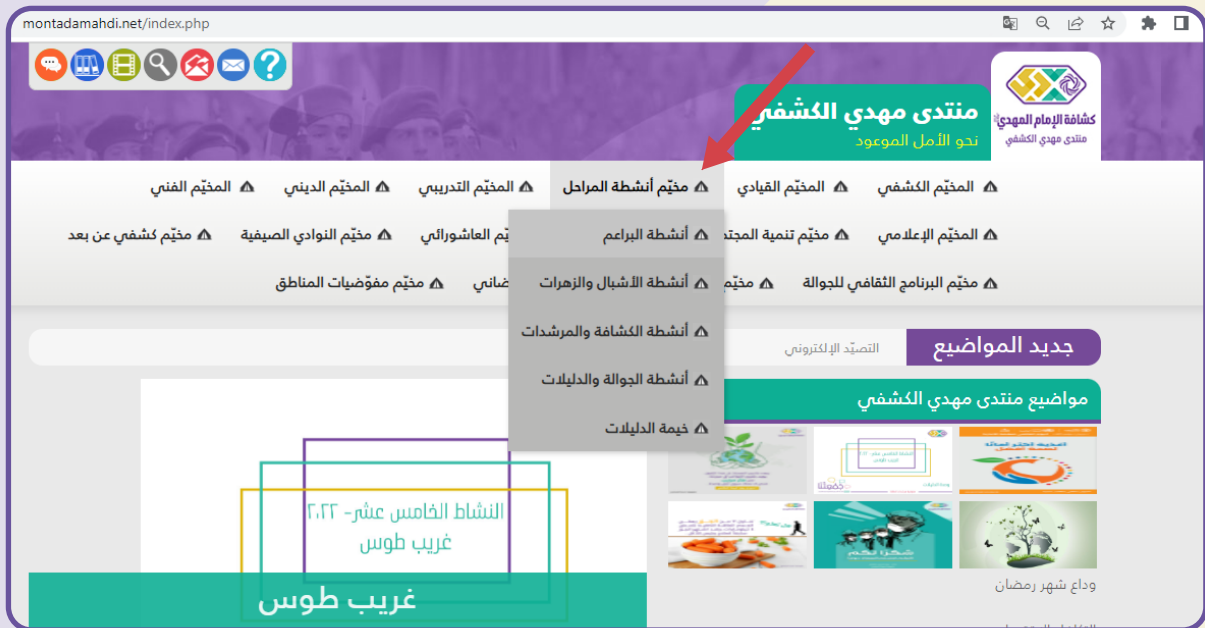 montadamahdi.net/index.php
كشافة الإمام المهدي
منتدى مهدي الكشفي
منتدى مهدي الكشفي
نحو الأمل الموعود
المخيّم الكشفي
المخيّم القيادي
مخيّم أنشطة المراحل
المخيّم التدريبي
المخيّم الديني
المخيّم الفني
المخيّم الإعلامي
مخيّم تنمية المجتم
يّم العاشورائي
مخيّم النوادي الصيفية
مخيّم كشفي عن بعد
مخيّم البرنامج الثقافي للجوالة
مخيّم
ضاني
مخيّم مفوّضيات المناطق
أنشطة البراعم
أنشطة الأشبال والزهرات
أنشطة الكشافة والمرشدات
أنشطة الجوالة والدليلات
خيمة الدليلات
جديد المواضيع
التصيّد الإلكتروني
مواضيع منتدى مهدي الكشفي
شكرا لكم
وداع شهر رمضان
النشاط الخامس عشر- ٢٠٢٢
غريب طوس
غريب طوس